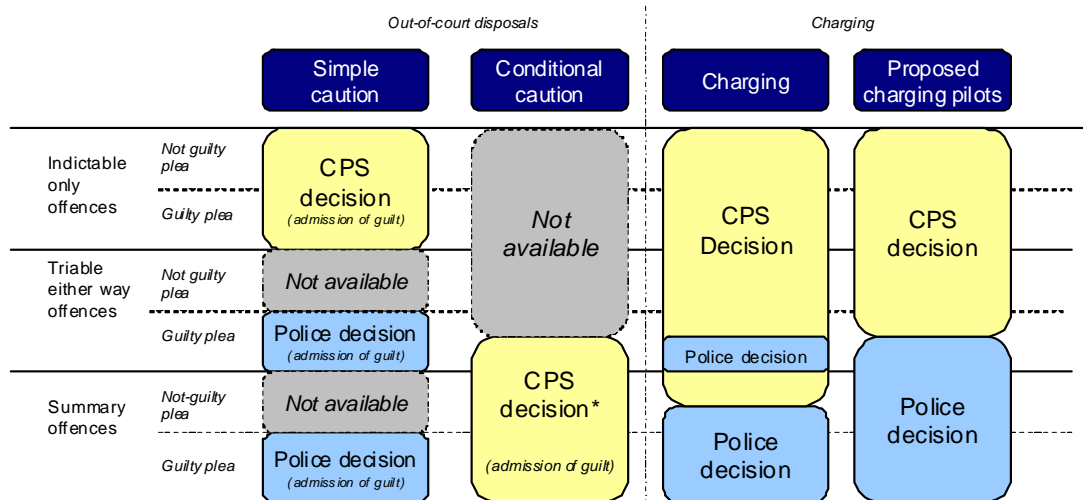 Out-of-court disposals
Charging
Simple
caution
Conditional
caution
Charging
Proposed
charging pilots
Indictable
only
offences
Not guilty
plea
Guilty plea
CPS
decision
(admission of guilt)
Not
available
CPS
Decision
CPS
decision
Triable
either way
offences
Not guilty
plea
Guilty plea
Not available
Police decision
(admission of guilt)
Police decision
Summary
offences
Not-guilty
plea
Guilty plea
Not available
Police decision
(admission of guilt)
CPS
decision*
(admission of guilt)
Police
decision
Police
decision